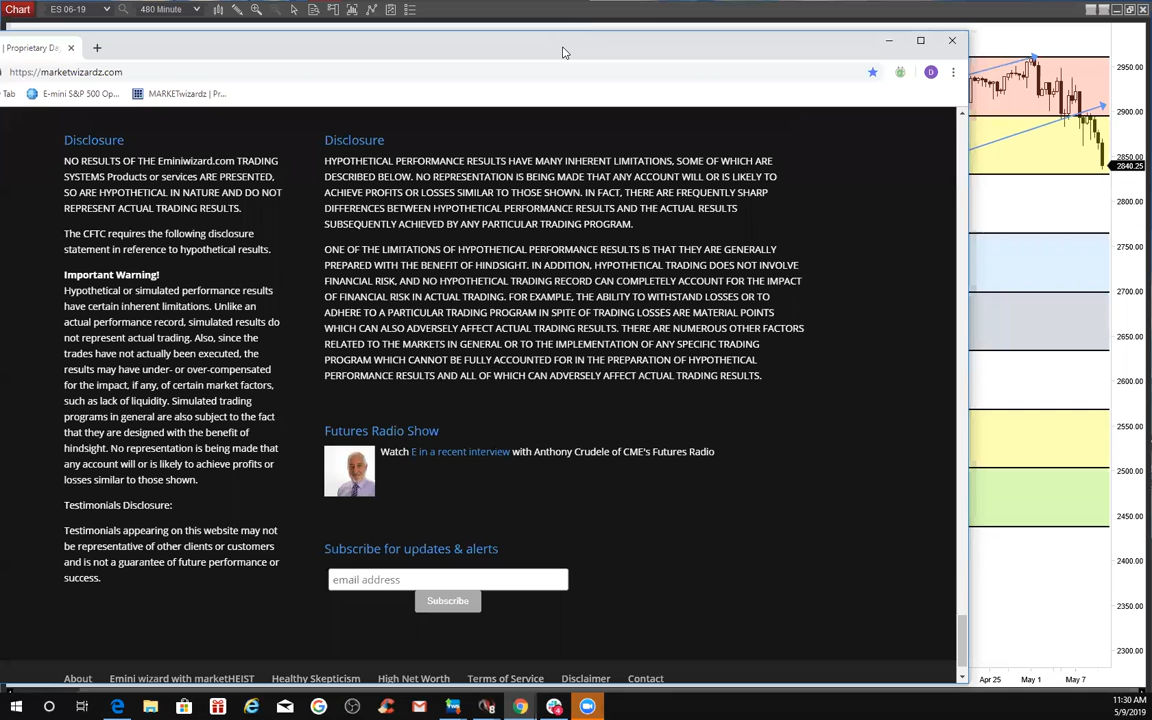 Chart
ES 06-19
480 Minute
| Proprietary Da
https://marketwizardz.com
Tab
E-mini S&P 500 Op...
MARKETwizardz | Pr...
Disclosure
NO RESULTS OF THE Eminiwizard.com TRADING
SYSTEMS Products or services ARE PRESENTED,
SO ARE HYPOTHETICAL IN NATURE AND DO NOT
REPRESENT ACTUAL TRADING RESULTS.
The CFTC requires the following disclosure
statement in reference to hypothetical results.
Important Warning!
Hypothetical or simulated performance results
have certain inherent limitations. Unlike an
actual performance record, simulated results do
not represent actual trading. Also, since the
trades have not actually been executed, the
results may have under- or over-compensated
for the impact, if any, of certain market factors,
such as lack of liquidity. Simulated trading
programs in general are also subject to the fact
that they are designed with the benefit of
hindsight. No representation is being made that
any account will or is likely to achieve profits or
losses similar to those shown.
Testimonials Disclosure:
Testimonials appearing on this website may not
be representative of other clients or customers
and is not a guarantee of future performance or
success.
Disclosure
HYPOTHETICAL PERFORMANCE RESULTS HAVE MANY INHERENT LIMITATIONS, SOME OF WHICH ARE
DESCRIBED BELOW. NO REPRESENTATION IS BEING MADE THAT ANY ACCOUNT WILL OR IS LIKELY TO
ACHIEVE PROFITS OR LOSSES SIMILAR TO THOSE SHOWN. IN FACT, THERE ARE FREQUENTLY SHARP
DIFFERENCES BETWEEN HYPOTHETICAL PERFORMANCE RESULTS AND THE ACTUAL RESULTS
SUBSEQUENTLY ACHIEVED BY ANY PARTICULAR TRADING PROGRAM.
ONE OF THE LIMITATIONS OF HYPOTHETICAL PERFORMANCE RESULTS IS THAT THEY ARE GENERALLY
PREPARED WITH THE BENEFIT OF HINDSIGHT. IN ADDITION, HYPOTHETICAL TRADING DOES NOT INVOLVE
FINANCIAL RISK, AND NO HYPOTHETICAL TRADING RECORD CAN COMPLETELY ACCOUNT FOR THE IMPACT
OF FINANCIAL RISK IN ACTUAL TRADING. FOR EXAMPLE, THE ABILITY TO WITHSTAND LOSSES OR TO
ADHERE TO A PARTICULAR TRADING PROGRAM IN SPITE OF TRADING LOSSES ARE MATERIAL POINTS
WHICH CAN ALSO ADVERSELY AFFECT ACTUAL TRADING RESULTS. THERE ARE NUMEROUS OTHER FACTORS
RELATED TO THE MARKETS IN GENERAL OR TO THE IMPLEMENTATION OF ANY SPECIFIC TRADING
PROGRAM WHICH CANNOT BE FULLY ACCOUNTED FOR IN THE PREPARATION OF HYPOTHETICAL
PERFORMANCE RESULTS AND ALL OF WHICH CAN ADVERSELY AFFECT ACTUAL TRADING RESULTS.
Futures Radio Show
Watch E in a recent interview with Anthony Crudele of CME's Futures Radio
Subscribe for updates & alerts
email address
Subscribe
About
Emini wizard with marketHEIST
Healthy Skepticism
High Net Worth
Terms of Service
Disclaimer
Contact
D
2950.00
2900.00
2850.00
2840.25
2800.00
2750.00
2700.00
2650.00
2600.00
2550.00
2500.00
2450.00
2400.00
2350.00
2300.00
Apr 25
May 1
May 7
11:30 AM
5/9/2019